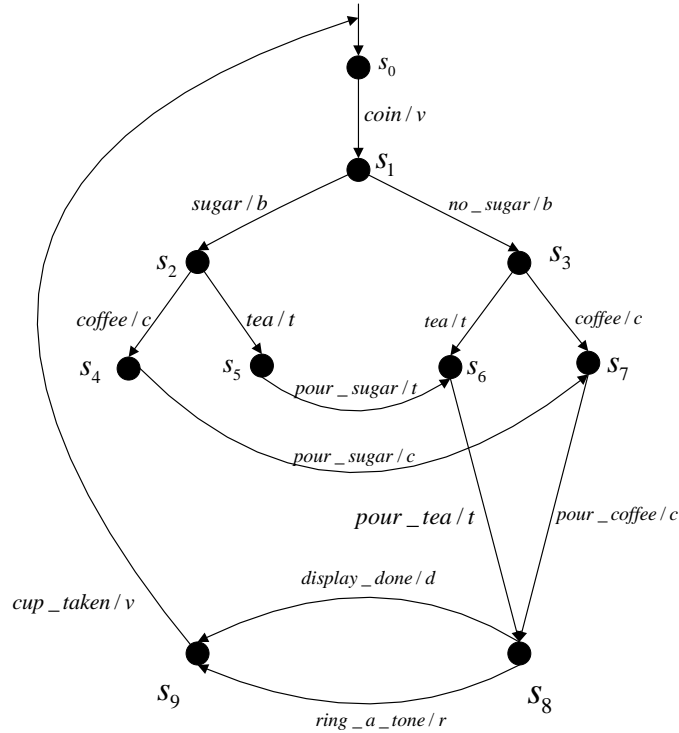 s₀
coin / v
s₁
sugar / b
no _ sugar / b
s₂
s₃
coffee / c
tea / t
tea / t
coffee / c
s₄
s₅
s₆
s₇
pour _ sugar / t
pour _ sugar / c
pour _ tea / t
pour _ coffee / c
display _ done / d
cup _ taken / v
s₉
s₈
ring _ a _ tone / r